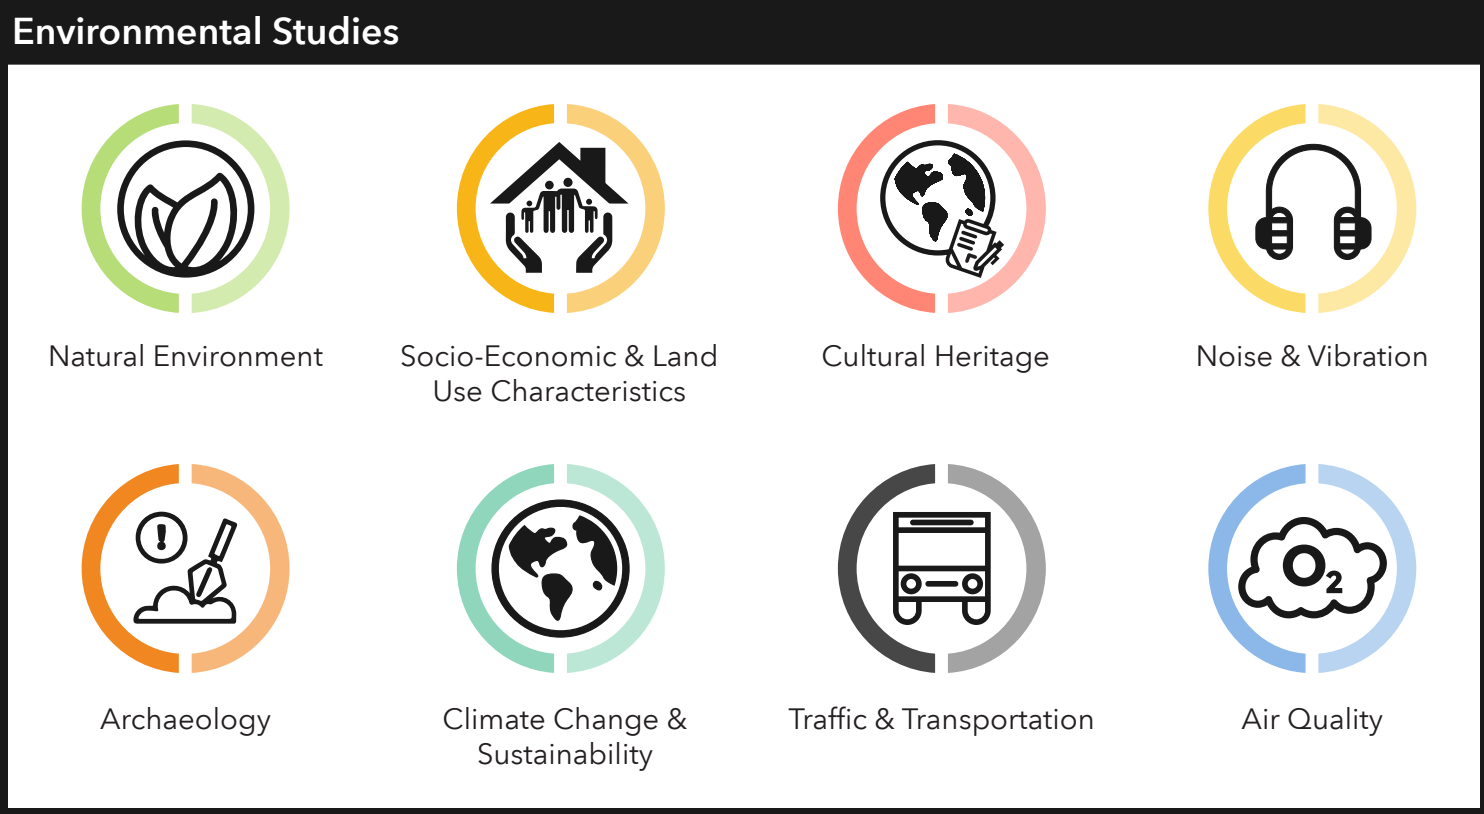 Environmental Studies
Natural Environment
Socio-Economic & Land
Use Characteristics
Cultural Heritage
Noise & Vibration
!
O2
Archaeology
Climate Change &
Sustainability
Traffic & Transportation
Air Quality